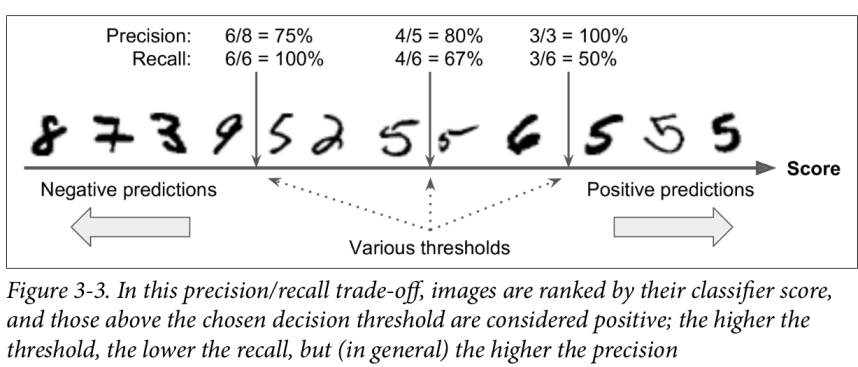 Precision: 6/8 = 75% 4/5 = 80% 3/3 = 100%
Recall: 6/6 = 100% 4/6 = 67% 3/6 = 50%
8 7 3 9 5 2 5 5 6 5 5 5
Score
Negative predictions Positive predictions
Various thresholds
Figure 3-3. In this precision/recall trade-off, images are ranked by their classifier score,
and those above the chosen decision threshold are considered positive; the higher the
threshold, the lower the recall, but (in general) the higher the precision